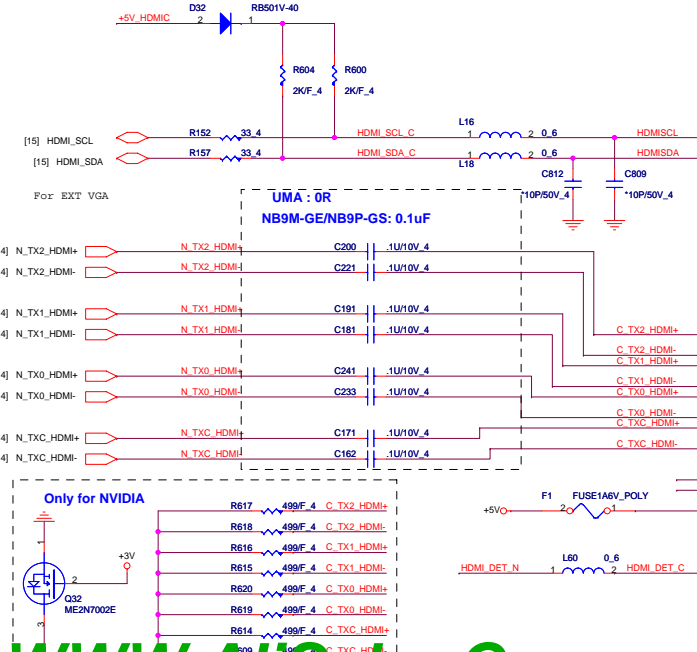 D32 RB501V-40
+5V_HDMIC 2 1
R604 R600
2K/F_4 2K/F_4
L16
[15] HDMI_SCL R152 33_4 HDMI_SCL_C 1 2 0_6 HDMISCL
[15] HDMI_SDA R157 33_4 HDMI_SDA_C 1 2 0_6 HDMISDA
L18
C812 C809
*10P/50V_4 *10P/50V_4
For EXT VGA
UMA : 0R
NB9M-GE/NB9P-GS: 0.1uF
4] N_TX2_HDMI+ N_TX2_HDMI+ C200 .1U/10V_4
4] N_TX2_HDMI- N_TX2_HDMI- C221 .1U/10V_4
4] N_TX1_HDMI+ N_TX1_HDMI+ C191 .1U/10V_4
4] N_TX1_HDMI- N_TX1_HDMI- C181 .1U/10V_4
C_TX2_HDMI+
C_TX2_HDMI-
C_TX1_HDMI+
4] N_TX0_HDMI+ N_TX0_HDMI+ C241 .1U/10V_4
C_TX1_HDMI-
4] N_TX0_HDMI- N_TX0_HDMI- C233 .1U/10V_4
C_TX0_HDMI+
C_TX0_HDMI-
C_TXC_HDMI+
4] N_TXC_HDMI+ N_TXC_HDMI+ C171 .1U/10V_4
C_TXC_HDMI-
4] N_TXC_HDMI- N_TXC_HDMI- C162 .1U/10V_4
Only for NVIDIA
F1 FUSE1A6V_POLY
+5V 2 1
R617 499/F_4 C_TX2_HDMI+
R618 499/F_4 C_TX2_HDMI-
R616 499/F_4 C_TX1_HDMI+
R615 499/F_4 C_TX1_HDMI-
R620 499/F_4 C_TX0_HDMI+
R619 499/F_4 C_TX0_HDMI-
R614 499/F_4 C_TXC_HDMI+
L60 0_6
HDMI_DET_N 1 2 HDMI_DET_C
1
+3V
2
Q32
ME2N7002E
3